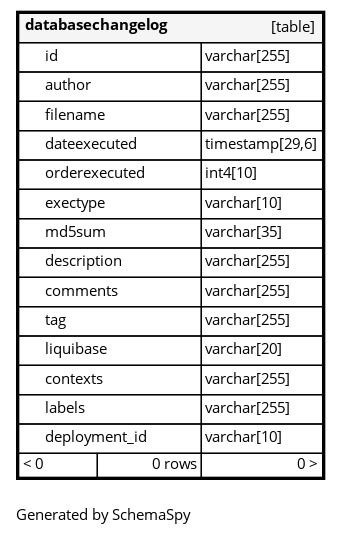 databasechangelog [table]
id varchar[255]
author varchar[255]
filename varchar[255]
dateexecuted timestamp[29,6]
orderexecuted int4[10]
exectype varchar[10]
md5sum varchar[35]
description varchar[255]
comments varchar[255]
tag varchar[255]
liquibase varchar[20]
contexts varchar[255]
labels varchar[255]
deployment_id varchar[10]
< 0 0 rows 0 >
Generated by SchemaSpy